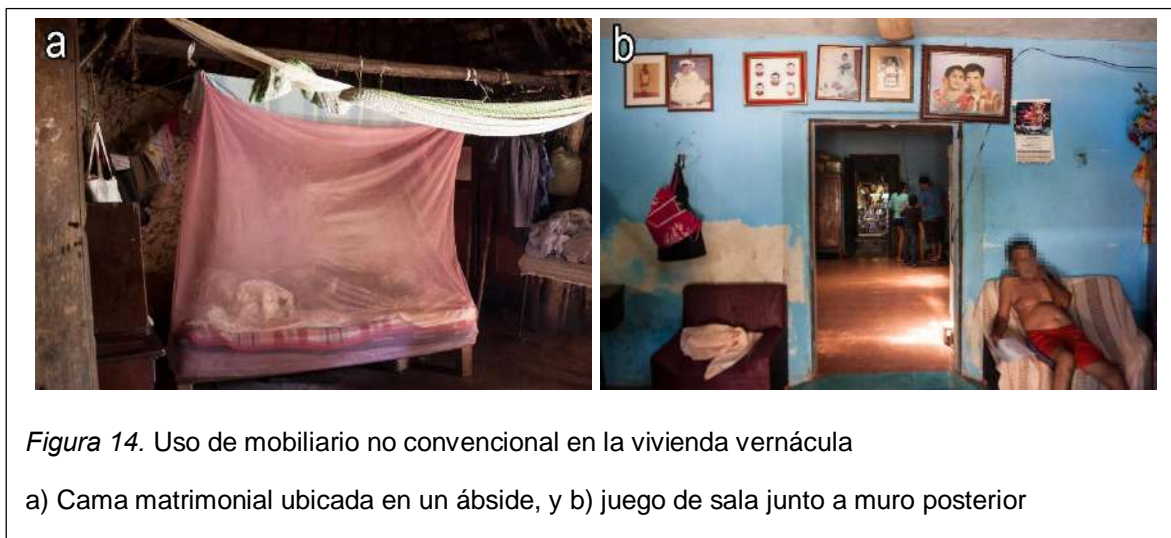 a
b
Figura 14. Uso de mobiliario no convencional en la vivienda vernácula
a) Cama matrimonial ubicada en un ábside, y b) juego de sala junto a muro posterior